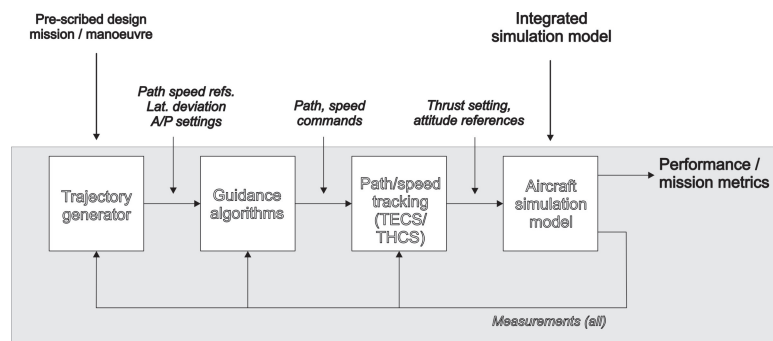 Pre-scribed design
mission / manoeuvre
Integrated
simulation model
Path speed refs.
Lat. deviation
A/P settings
Path, speed
commands
Thrust setting,
attitude references
Trajectory
generator
Guidance
algorithms
Path/speed
tracking
(TECS/
THCS)
Aircraft
simulation
model
Performance /
mission metrics
Measurements (all)